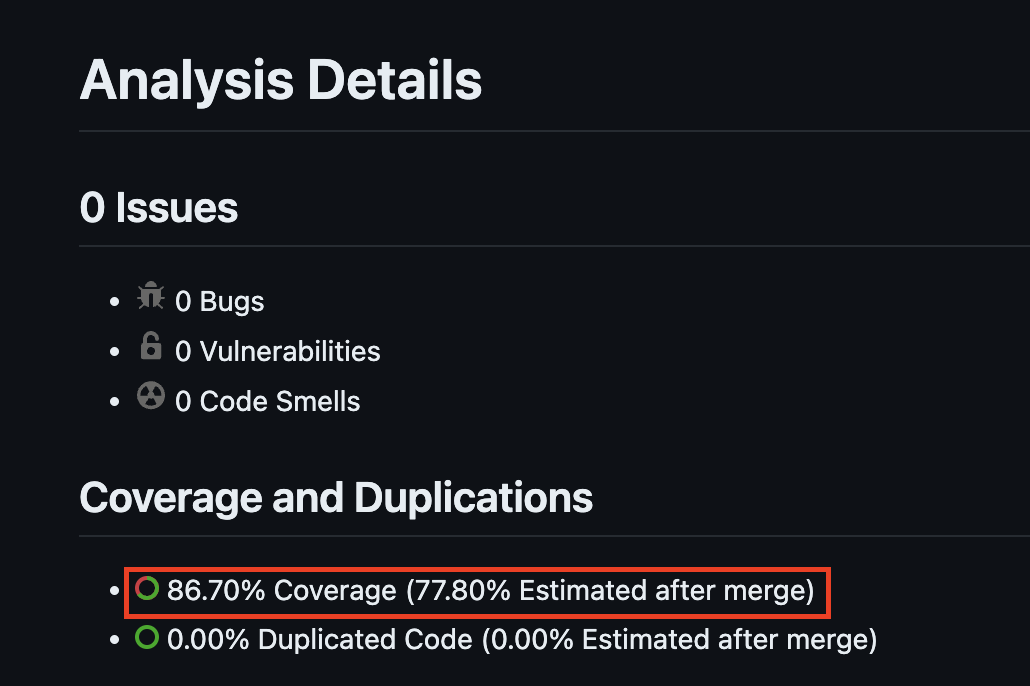 Analysis Details
0 Issues
0 Bugs
0 Vulnerabilities
0 Code Smells
Coverage and Duplications
86.70% Coverage (77.80% Estimated after merge)
0.00% Duplicated Code (0.00% Estimated after merge)